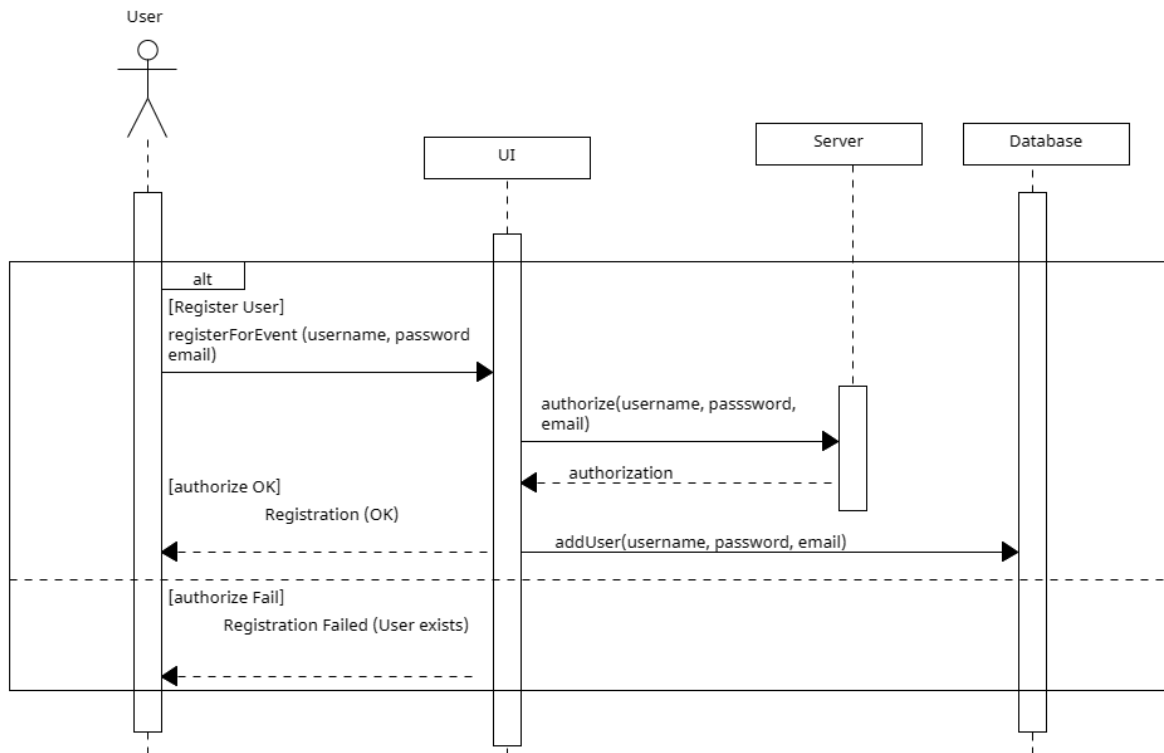 User
UI
Server
Database
alt
[Register User]
registerForEvent (username, password
email)
authorize(username, passsword,
email)
authorization
[authorize OK]
Registration (OK)
addUser(username, password, email)
[authorize Fail]
Registration Failed (User exists)